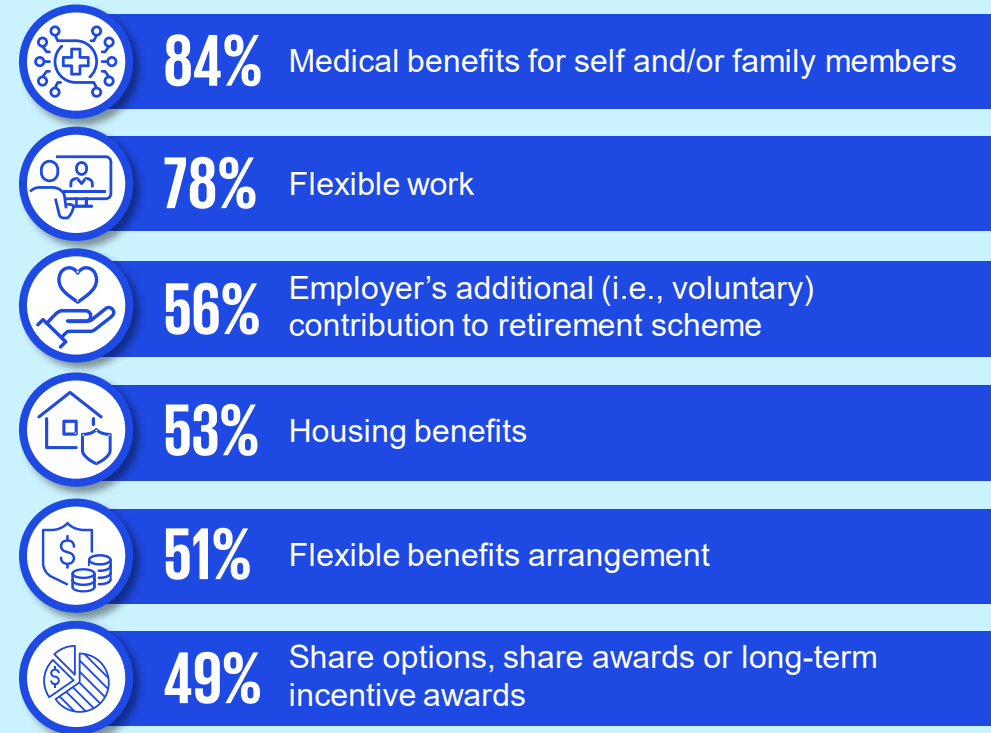 84% Medical benefits for self and/or family members
78% Flexible work
56% Employer’s additional (i.e., voluntary)
contribution to retirement scheme
53% Housing benefits
51% Flexible benefits arrangement
$
49% Share options, share awards or long-term
incentive awards
$